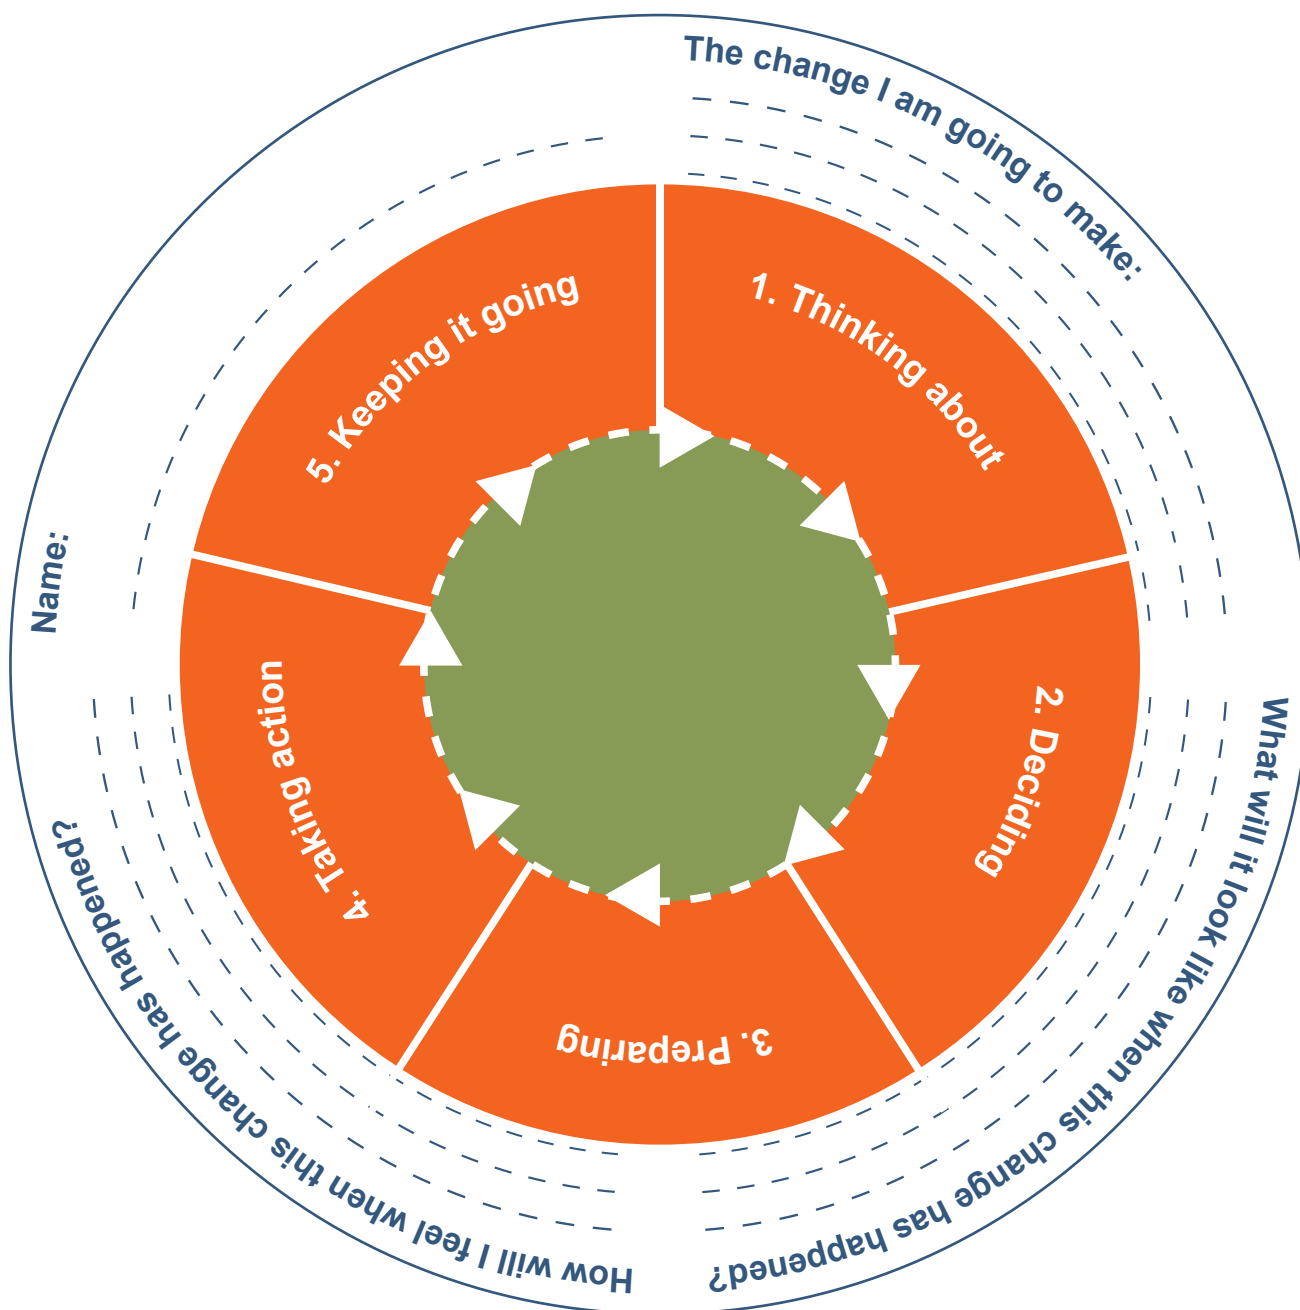 The change I am going to make:
What will it look like when this change has happened?
How will I feel when this change has happened?
Name:
1. Thinking about
2. Deciding
3. Preparing
4. Taking action
5. Keeping it going